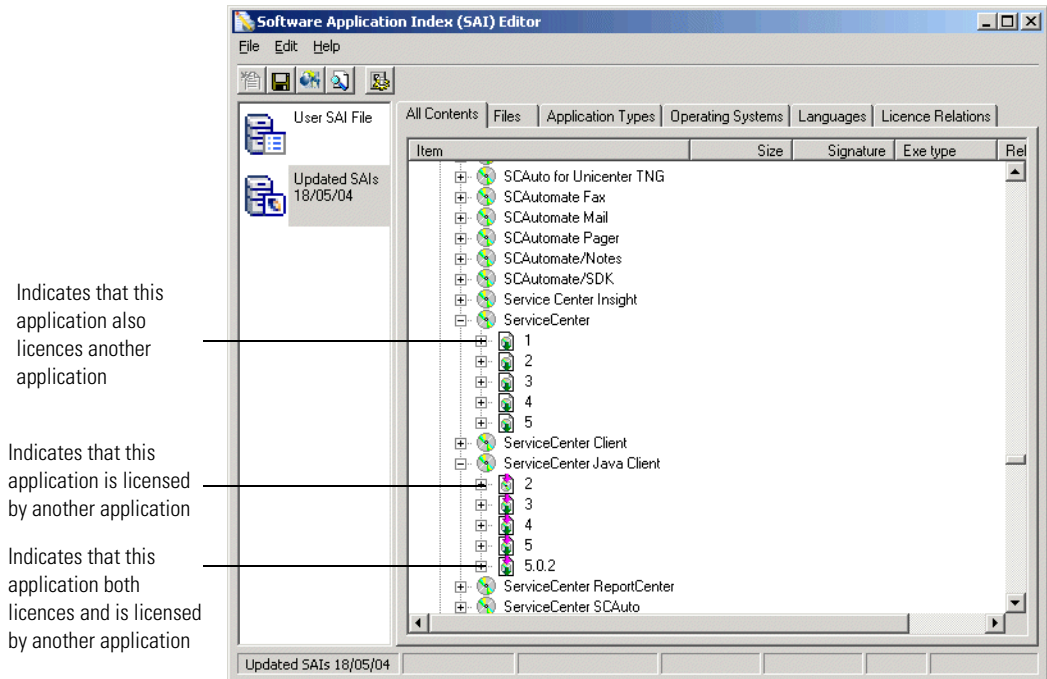 Software Application Index (SAI) Editor
File Edit Help
User SAI File
Updated SAIs
18/05/04
All Contents Files Application Types Operating Systems Languages Licence Relations
Item Size Signature Exe type Rel
SCAuto for Unicenter TNG
SCAutomate Fax
SCAutomate Mail
SCAutomate Pager
SCAutomate/Notes
SCAutomate/SDK
Service Center Insight
ServiceCenter
1
2
3
4
5
ServiceCenter Client
ServiceCenter Java Client
2
3
4
5
5.0.2
ServiceCenter ReportCenter
ServiceCenter SCAuto
Updated SAIs 18/05/04
Indicates that this
application also
licences another
application
Indicates that this
application is licensed
by another application
Indicates that this
application both
licences and is licensed
by another application